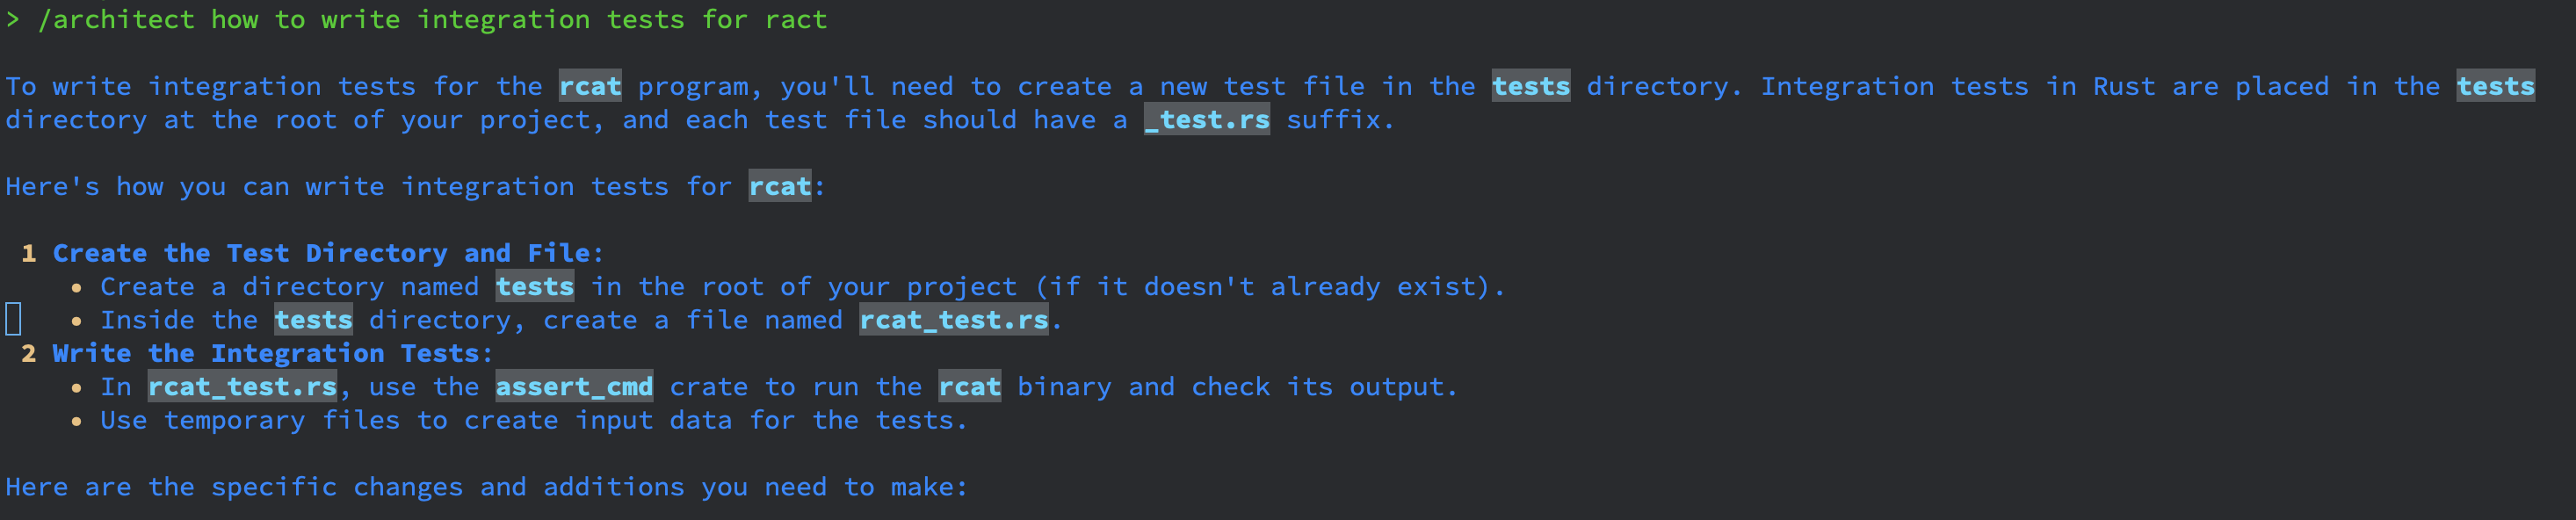 > /architect how to write integration tests for ract
To write integration tests for the rcat program, you'll need to create a new test file in the tests directory. Integration tests in Rust are placed in the tests
directory at the root of your project, and each test file should have a _test.rs suffix.
Here's how you can write integration tests for rcat:
1 Create the Test Directory and File:
• Create a directory named tests in the root of your project (if it doesn't already exist).
• Inside the tests directory, create a file named rcat_test.rs.
2 Write the Integration Tests:
• In rcat_test.rs, use the assert_cmd crate to run the rcat binary and check its output.
• Use temporary files to create input data for the tests.
Here are the specific changes and additions you need to make: